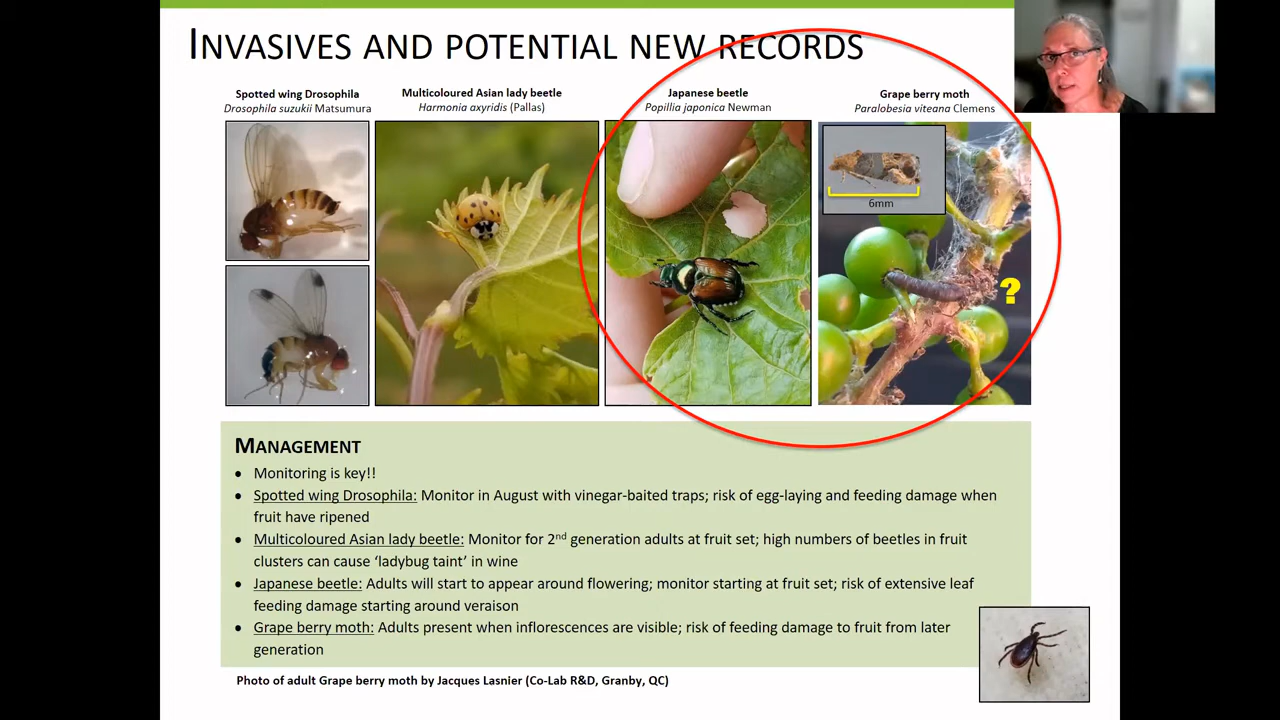 INVASIVES AND POTENTIAL NEW RECORDS
Spotted wing Drosophila
Drosophila suzukii Matsumura
Multicoloured Asian lady beetle
Harmonia axyridis (Pallas)
Japanese beetle
Popillia japonica Newman
Grape berry moth
Paralobesia viteana Clemens
6mm
?
MANAGEMENT
• Monitoring is key!!
• Spotted wing Drosophila: Monitor in August with vinegar-baited traps; risk of egg-laying and feeding damage when
fruit have ripened
• Multicoloured Asian lady beetle: Monitor for 2nd generation adults at fruit set; high numbers of beetles in fruit
clusters can cause ‘ladybug taint’ in wine
• Japanese beetle: Adults will start to appear around flowering; monitor starting at fruit set; risk of extensive leaf
feeding damage starting around veraison
• Grape berry moth: Adults present when inflorescences are visible; risk of feeding damage to fruit from later
generation
Photo of adult Grape berry moth by Jacques Lasnier (Co-Lab R&D, Granby, QC)